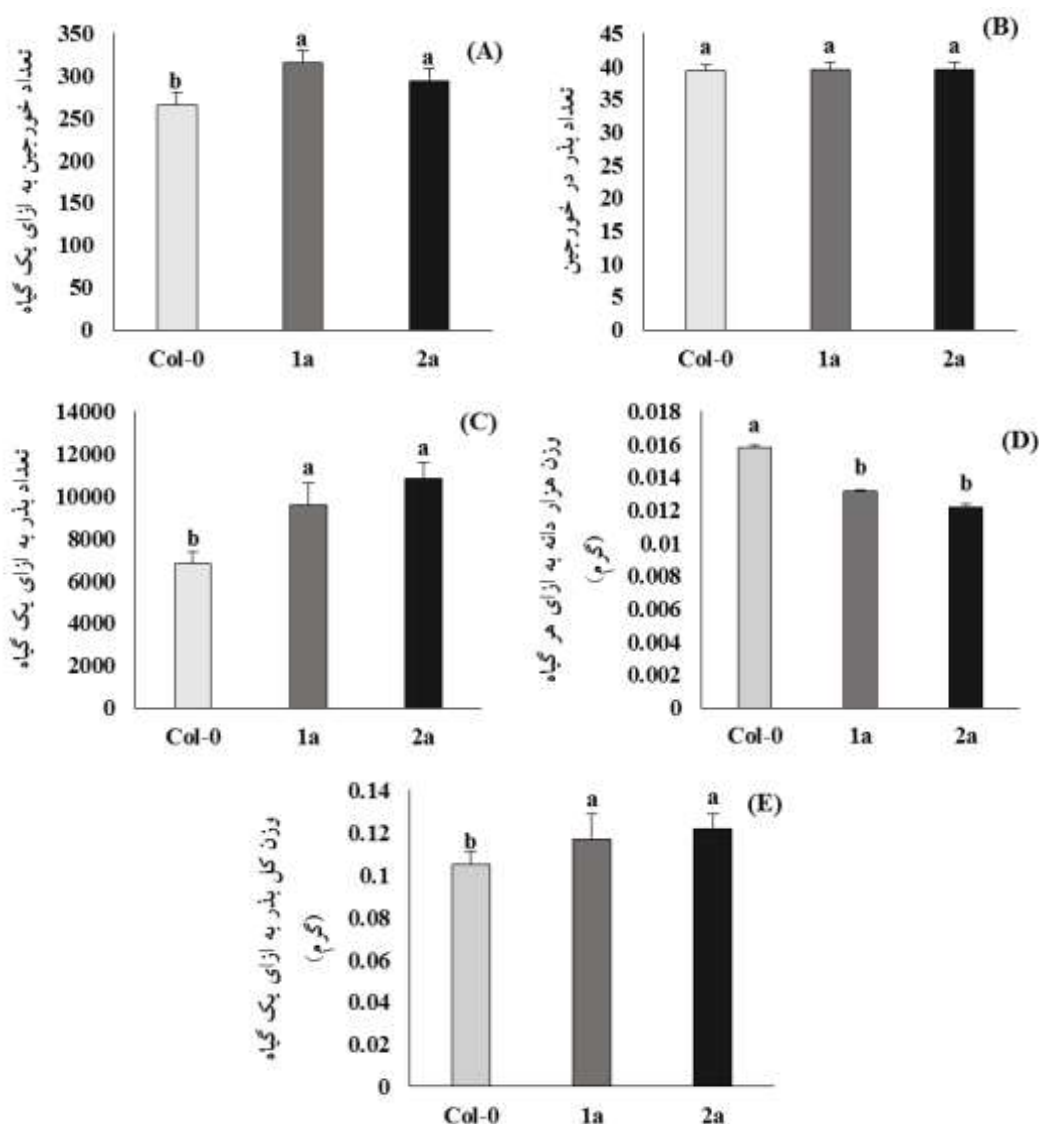 (A)
تعداد خورجین به ازای یک گیاه
350
300
250
200
150
100
50
0
b
a
a
Col-0 1a 2a
(B)
تعداد بذر در خورجین
45
40
35
30
25
20
15
10
5
0
a
a
a
Col-0 1a 2a
(C)
تعداد بذر به ازای یک گیاه
14000
12000
10000
8000
6000
4000
2000
0
b
a
a
Col-0 1a 2a
(D)
وزن هزار دانه به ازای هر گیاه
(گرم)
0.018
0.016
0.014
0.012
0.01
0.008
0.006
0.004
0.002
0
a
b
b
Col-0 1a 2a
(E)
وزن کل بذر به ازای یک گیاه
(گرم)
0.14
0.12
0.1
0.08
0.06
0.04
0.02
0
b
a
a
Col-0 1a 2a